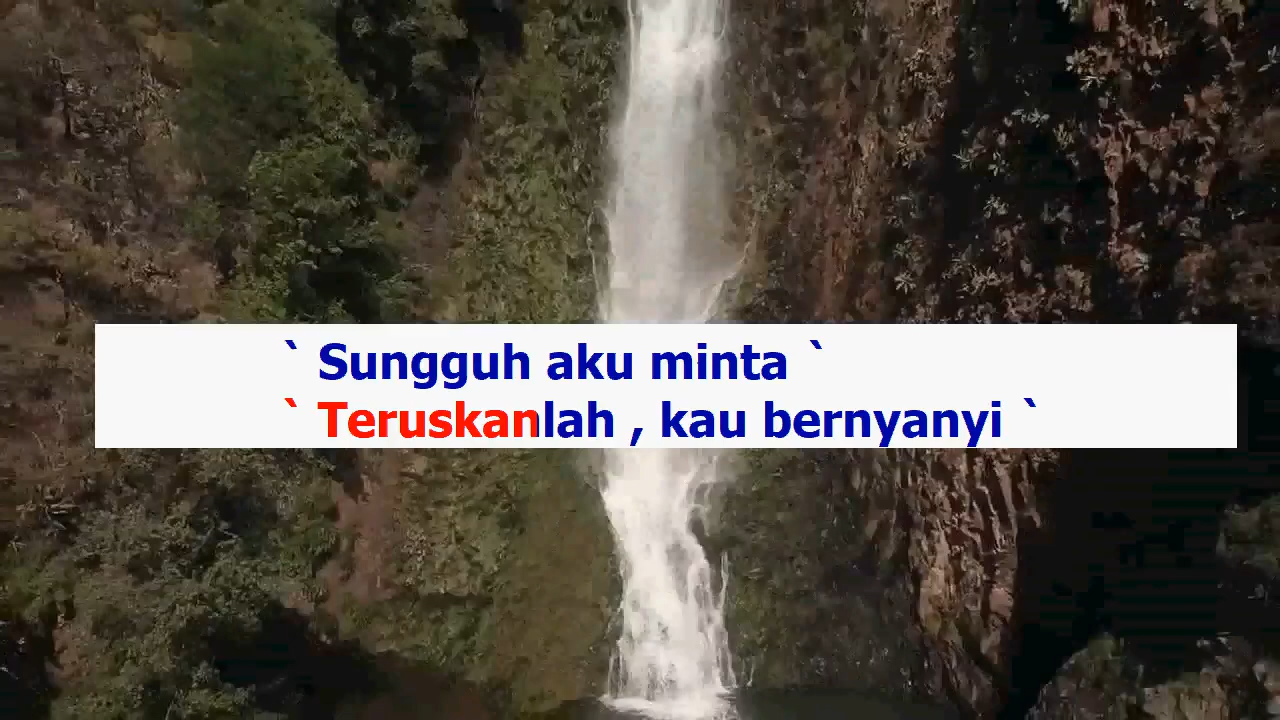 ` Sungguh aku minta `
` Teruskanlah , kau bernyanyi `